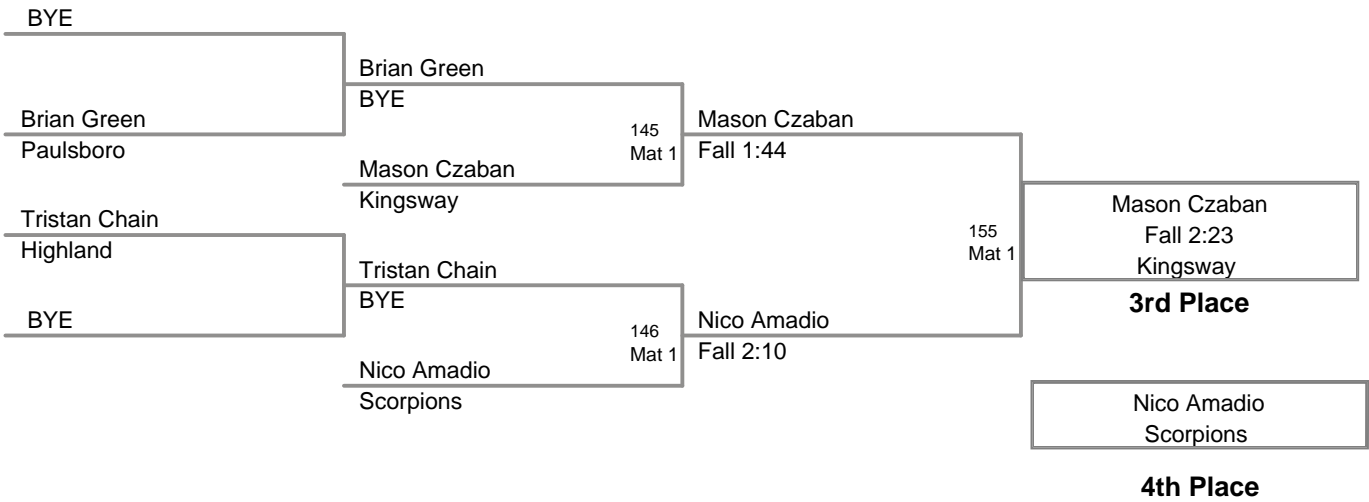 BYE
Brian Green
Paulsboro
Tristan Chain
Highland
BYE
Brian Green
BYE
145
Mat 1
Mason Czaban
Kingsway
Tristan Chain
BYE
146
Mat 1
Nico Amadio
Scorpions
Mason Czaban
Fall 1:44
155
Mat 1
Nico Amadio
Fall 2:10
Mason Czaban
Fall 2:23
Kingsway
3rd Place
Nico Amadio
Scorpions
4th Place